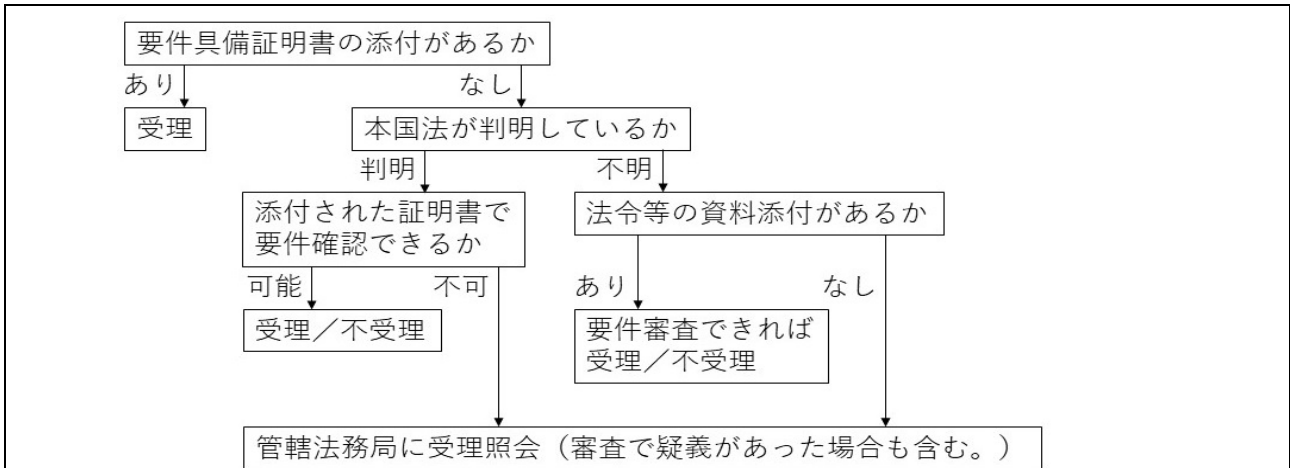 要件具備証明書の添付があるか
あり
なし
受理
本国法が判明しているか
判明
不明
添付された証明書で
要件確認できるか
法令等の資料添付があるか
可能
不可
あり
なし
受理／不受理
要件審査できれば
受理／不受理
管轄法務局に受理照会（審査で疑義があった場合も含む。）